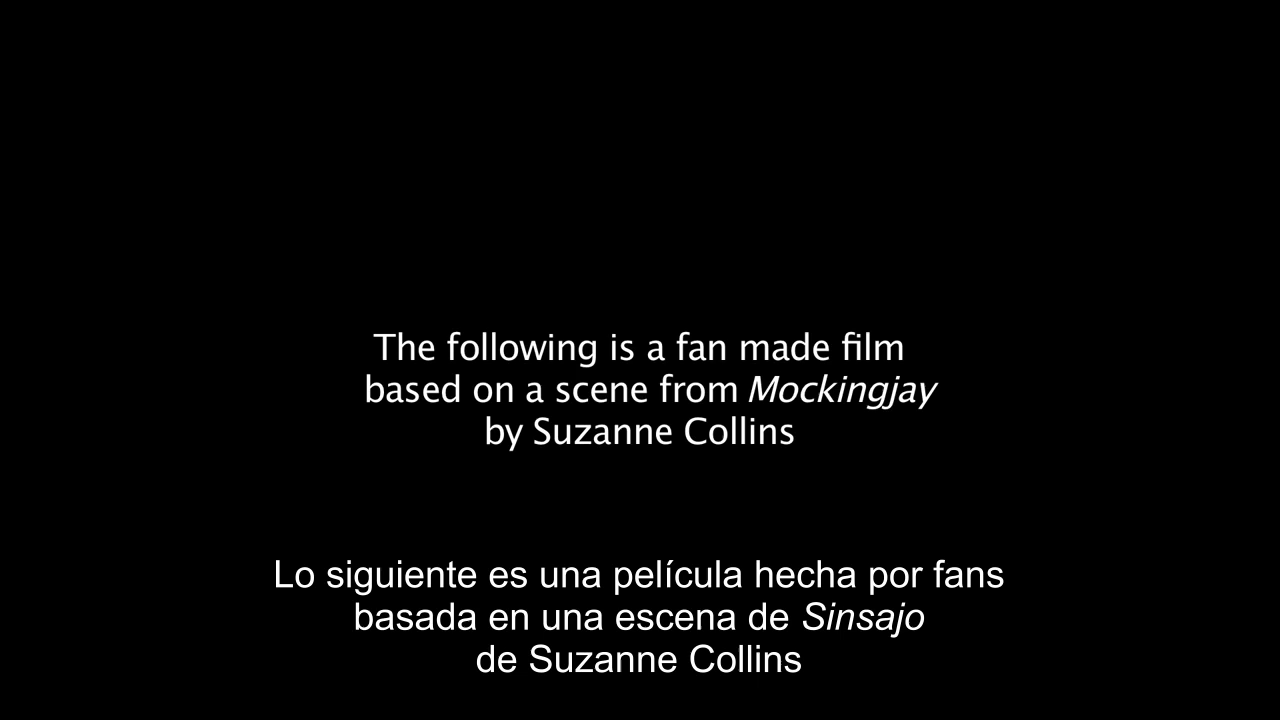 The following is a fan made film
based on a scene from Mockingjay
by Suzanne Collins
Lo siguiente es una película hecha por fans
basada en una escena de Sinsajo
de Suzanne Collins